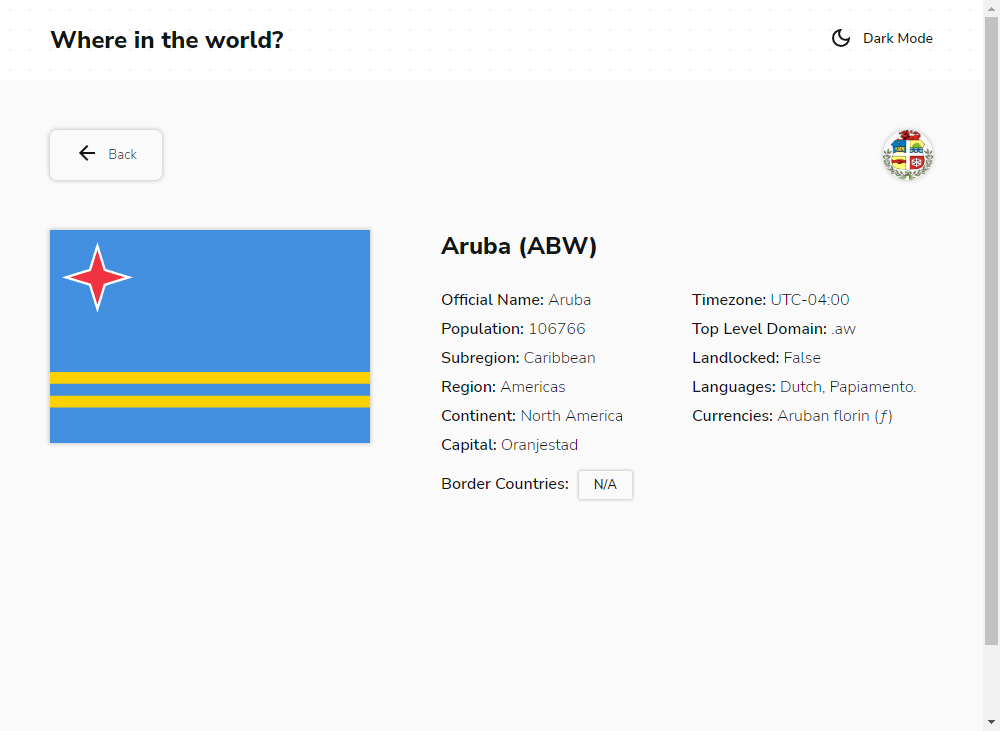 Where in the world?
Dark Mode
Back
Aruba (ABW)
Official Name: Aruba
Population: 106766
Subregion: Caribbean
Region: Americas
Continent: North America
Capital: Oranjestad
Border Countries: N/A
Timezone: UTC-04:00
Top Level Domain: .aw
Landlocked: False
Languages: Dutch, Papiamento.
Currencies: Aruban florin (ƒ)